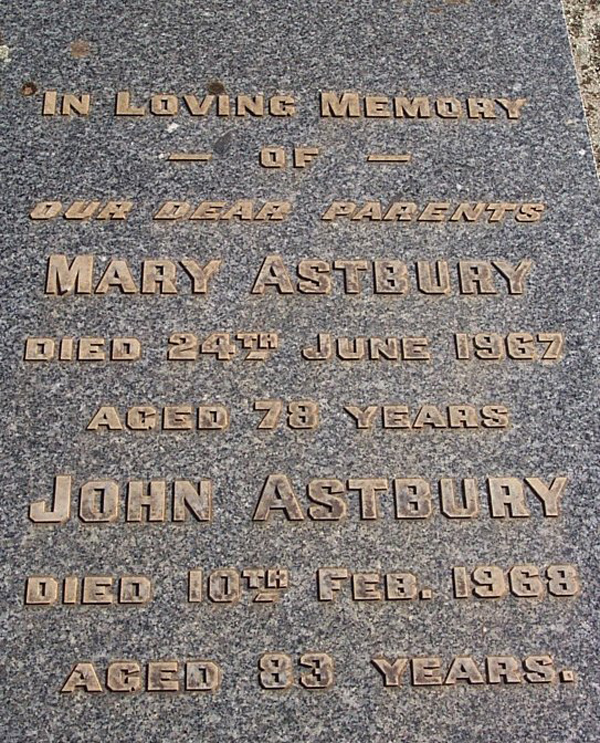 In Loving Memory
— OF —
OUR DEAR PARENTS
MARY ASTBURY
DIED 24TH JUNE 1967
AGED 78 YEARS
JOHN ASTBURY
DIED 10TH FEB. 1968
AGED 83 YEARS.